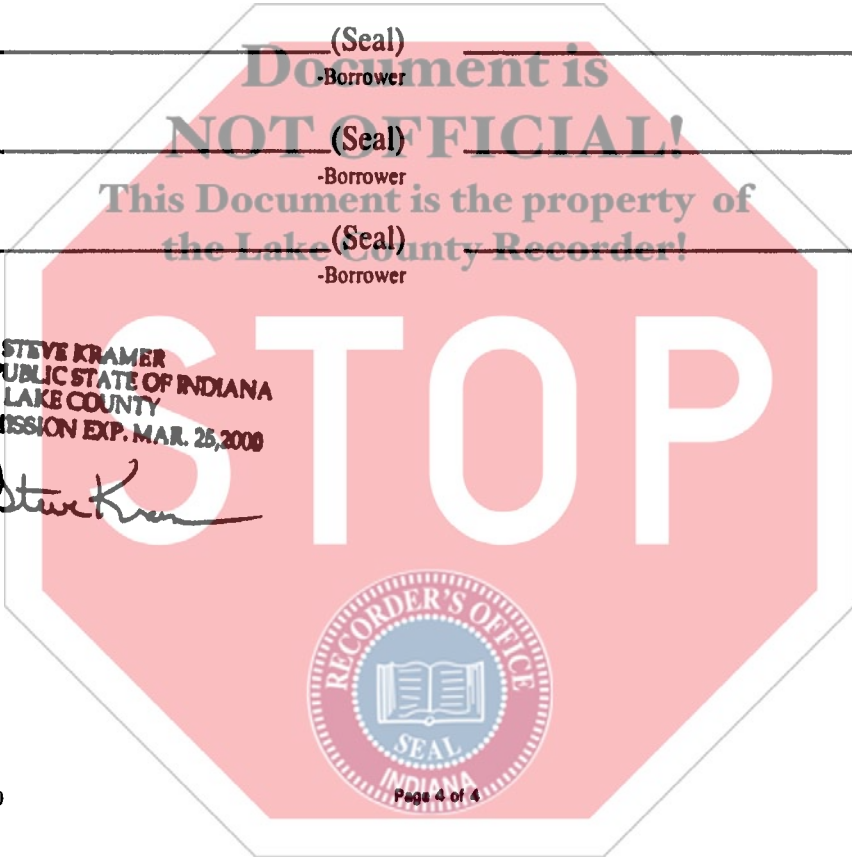 (Seal)
-Borrower
Document is
NOT OFFICIAL!
(Seal)
-Borrower
This Document is the property of
the Lake County Recorder!
(Seal)
-Borrower
STOP
STEVE KRAMER
UBLIC STATE OF INDIANA
LAKE COUNTY
ISSION EXP. MAR. 25,2000
Steve Kramer
RECORDER'S OFFICE
SEAL
INDIANA
Page 4 of 4